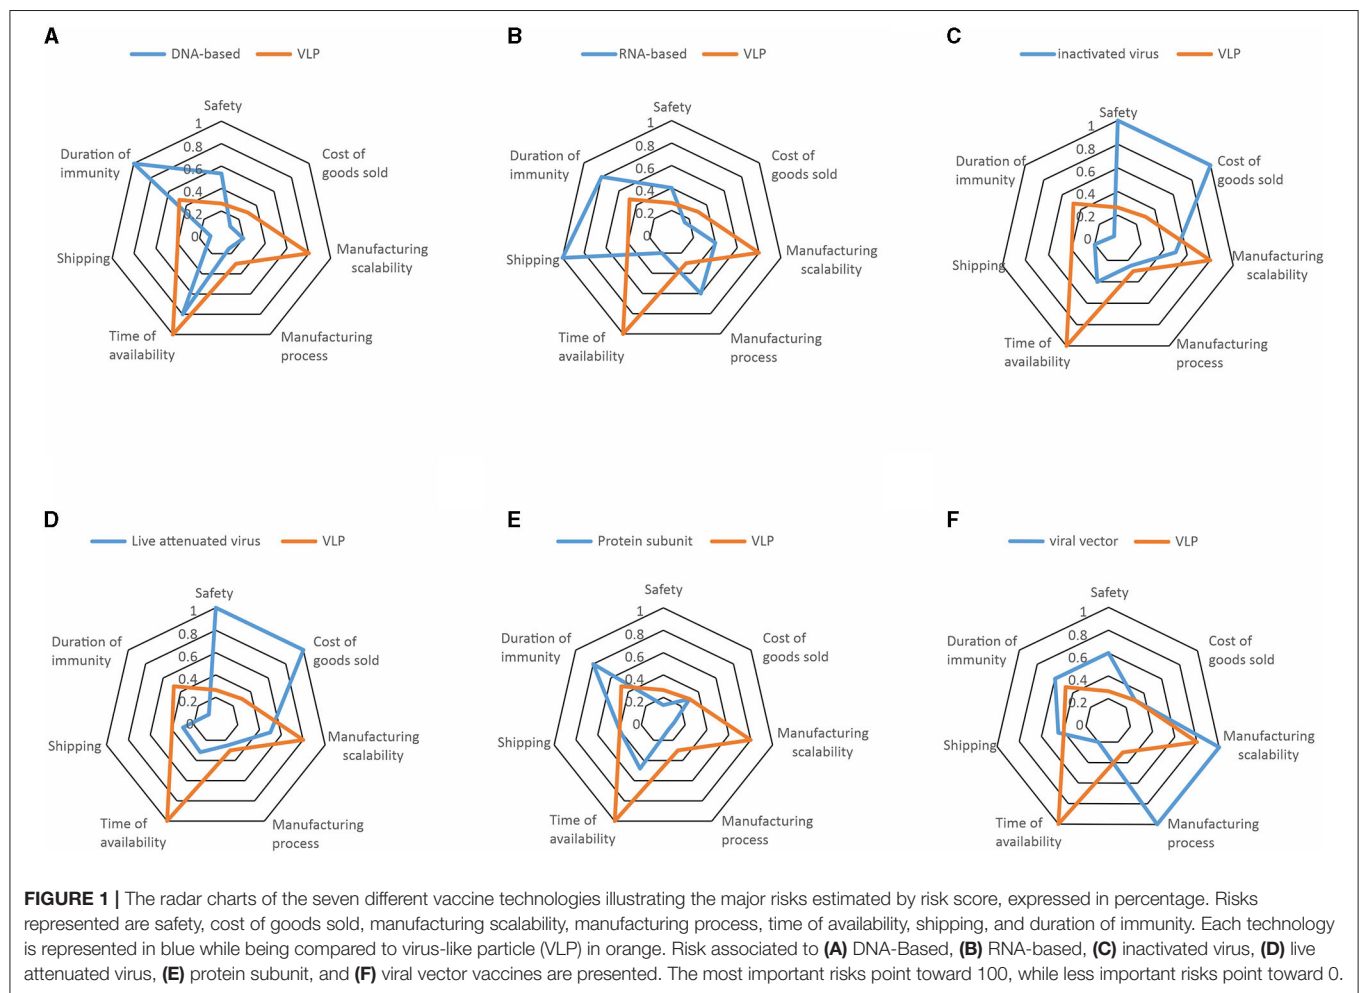 A
DNA-based VLP
Safety
1
0.8
0.6
0.4
0.2
0
Cost of
goods sold
Manufacturing
scalability
Manufacturing
process
Time of
availability
Shipping
Duration of
immunity
B
RNA-based VLP
Safety
1
0.8
0.6
0.4
0.2
0
Cost of
goods sold
Manufacturing
scalability
Manufacturing
process
Time of
availability
Shipping
Duration of
immunity
C
inactivated virus VLP
Safety
1
0.8
0.6
0.4
0.2
0
Cost of
goods sold
Manufacturing
scalability
Manufacturing
process
Time of
availability
Shipping
Duration of
immunity
D
Live attenuated virus VLP
Safety
1
0.8
0.6
0.4
0.2
0
Cost of
goods sold
Manufacturing
scalability
Manufacturing
process
Time of
availability
Shipping
Duration of
immunity
E
Protein subunit VLP
Safety
1
0.8
0.6
0.4
0.2
0
Cost of
goods sold
Manufacturing
scalability
Manufacturing
process
Time of
availability
Shipping
Duration of
immunity
F
viral vector VLP
Safety
1
0.8
0.6
0.4
0.2
0
Cost of
goods sold
Manufacturing
scalability
Manufacturing
process
Time of
availability
Shipping
Duration of
immunity
FIGURE 1 | The radar charts of the seven different vaccine technologies illustrating the major risks estimated by risk score, expressed in percentage. Risks
represented are safety, cost of goods sold, manufacturing scalability, manufacturing process, time of availability, shipping, and duration of immunity. Each technology
is represented in blue while being compared to virus-like particle (VLP) in orange. Risk associated to (A) DNA-Based, (B) RNA-based, (C) inactivated virus, (D) live
attenuated virus, (E) protein subunit, and (F) viral vector vaccines are presented. The most important risks point toward 100, while less important risks point toward 0.